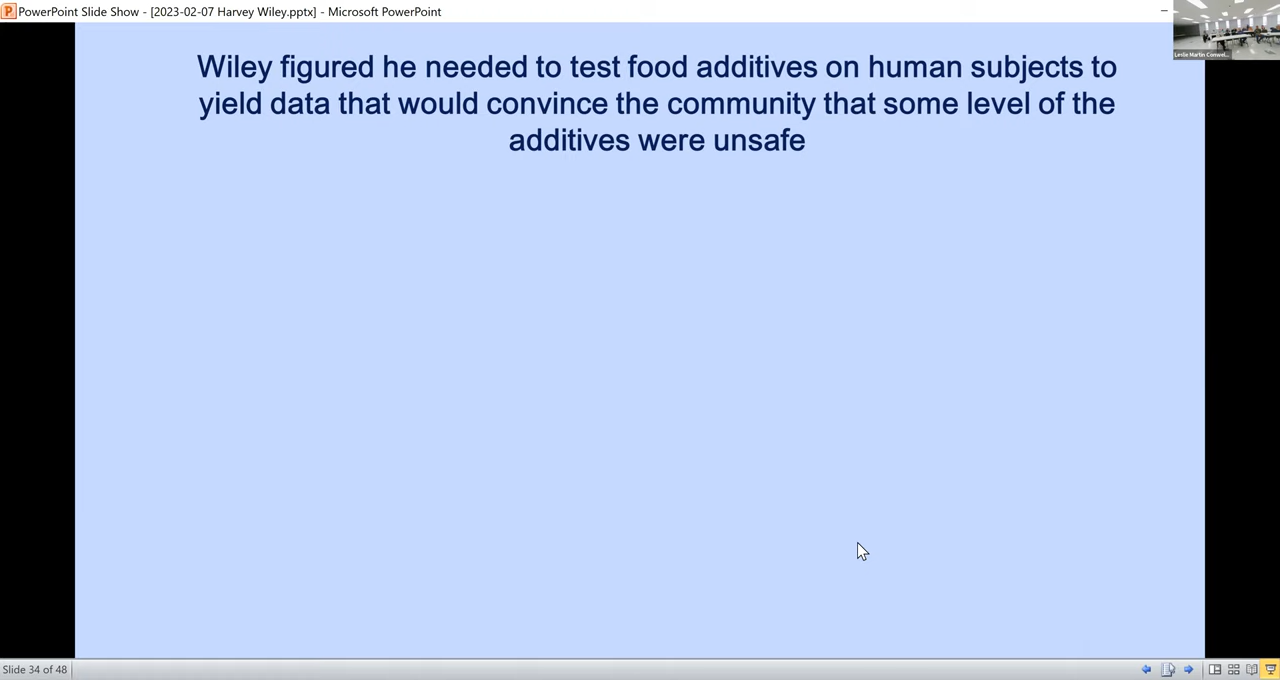 PowerPoint Slide Show - [2023-02-07 Harvey Wiley.pptx] - Microsoft PowerPoint
Wiley figured he needed to test food additives on human subjects to
yield data that would convince the community that some level of the
additives were unsafe
Slide 34 of 48